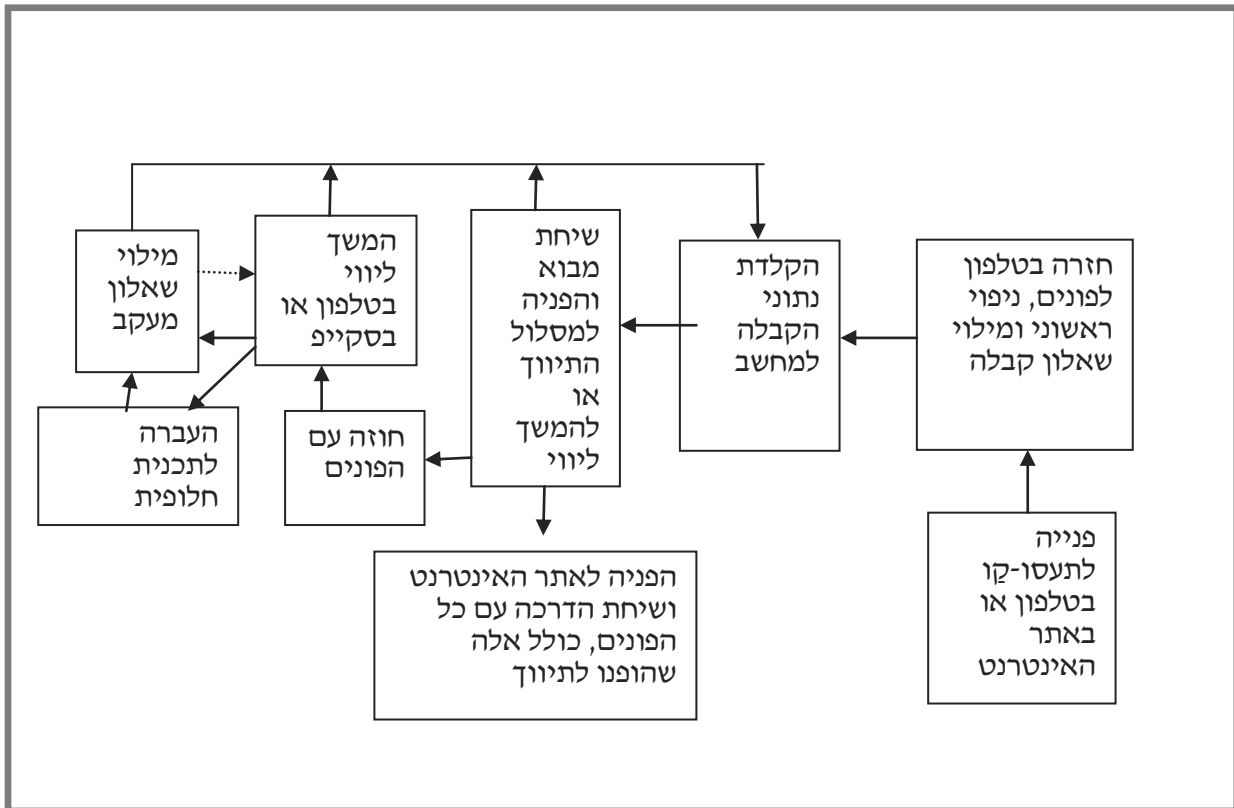 פנייה
לתעסו-קַו
בטלפון או
באתר
האינטרנט
חזרה בטלפון
לפונים, ניפוי
ראשוני ומילוי
שאלון קבלה
הקלדת
נתוני
הקבלה
למחשב
שיחת
מבוא
והפניה
למסלול
התיווך
או
להמשך
ליווי
הפניה לאתר האינטרנט
ושיחת הדרכה עם כל
הפונים, כולל אלה
שהופנו לתיווך
חוזה עם
הפונים
המשך
ליווי
בטלפון או
בסקייפ
מילוי
שאלון
מעקב
העברה
לתכנית
חלופית